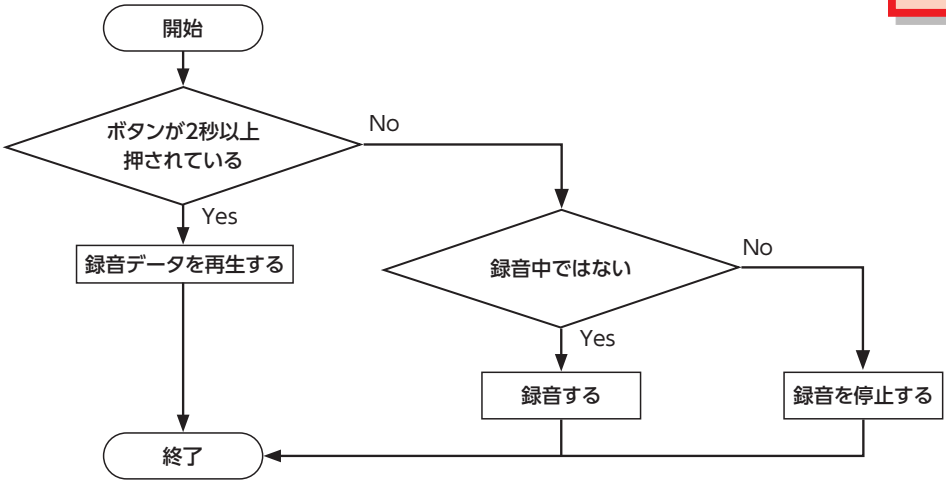 開始
ボタンが2秒以上
押されている
No
Yes
録音データを再生する
録音中ではない
No
Yes
録音する
録音を停止する
終了